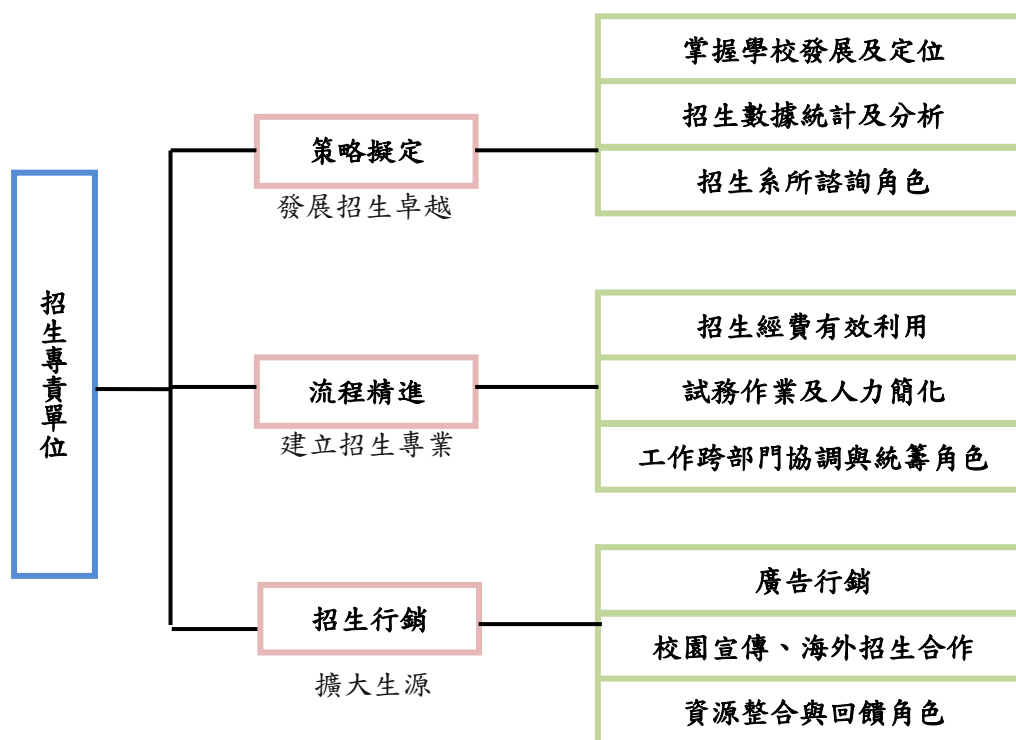 招生專責單位
策略擬定
發展招生卓越
掌握學校發展及定位
招生數據統計及分析
招生系所諮詢角色
流程精進
建立招生專業
招生經費有效利用
試務作業及人力簡化
工作跨部門協調與統籌角色
招生行銷
擴大生源
廣告行銷
校園宣傳、海外招生合作
資源整合與回饋角色